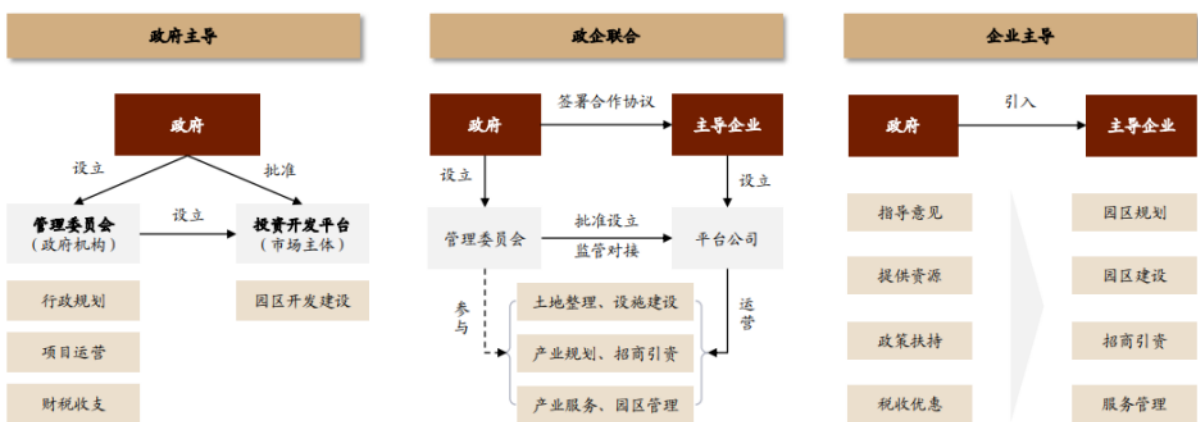 政府主导
政府
设立
批准
管理委员会
（政府机构）
设立
投资开发平台
（市场主体）
行政规划
项目运营
财税收支
园区开发建设
政企联合
政府
签署合作协议
主导企业
设立
设立
管理委员会
批准设立
监管对接
平台公司
参与
运营
土地整理、设施建设
产业规划、招商引资
产业服务、园区管理
企业主导
政府
引入
主导企业
指导意见
提供资源
政策扶持
税收优惠
园区规划
园区建设
招商引资
服务管理